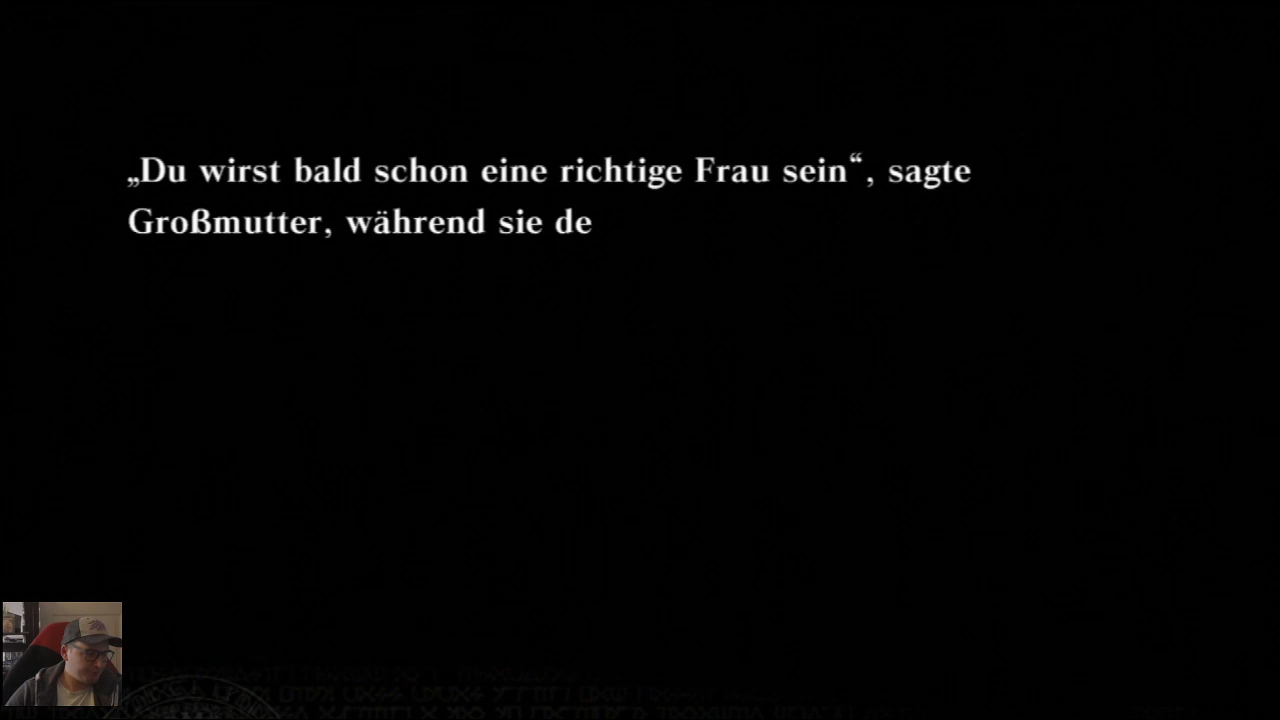 „Du wirst bald schon eine richtige Frau sein“, sagte
Großmutter, während sie de